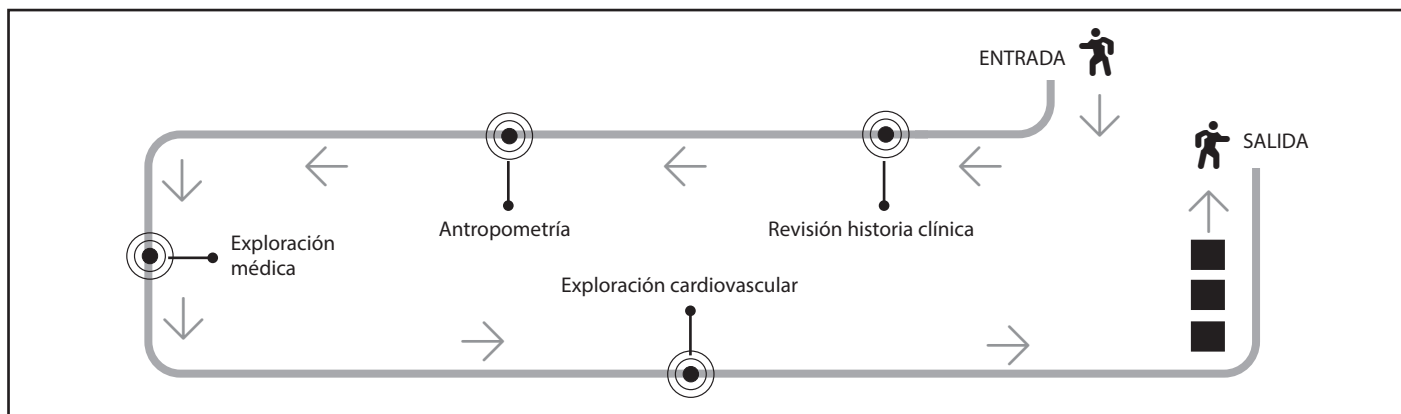 ENTRADA
SALIDA
Antropometría
Revisión historia clínica
Exploración
médica
Exploración cardiovascular